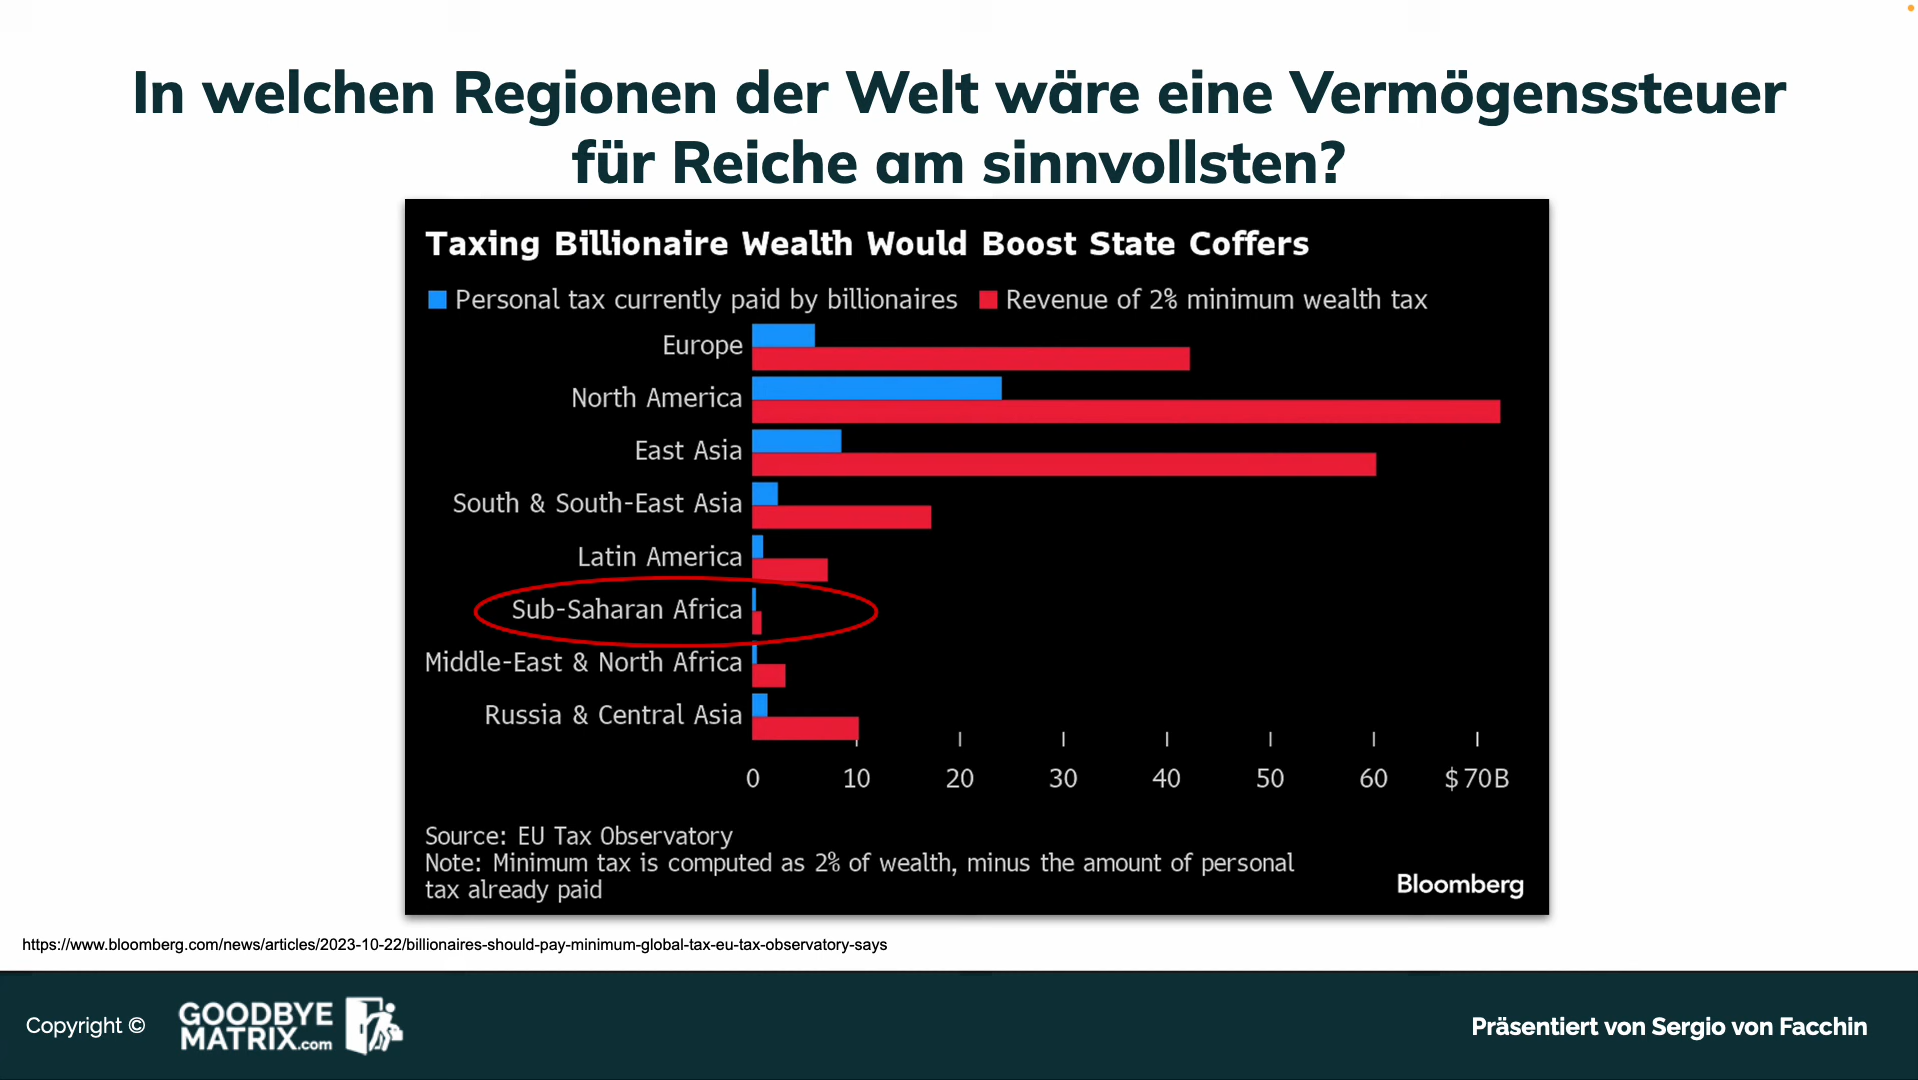 In welchen Regionen der Welt wäre eine Vermögenssteuer
für Reiche am sinnvollsten?
Taxing Billionaire Wealth Would Boost State Coffers
Personal tax currently paid by billionaires Revenue of 2% minimum wealth tax
Europe
North America
East Asia
South & South-East Asia
Latin America
Sub-Saharan Africa
Middle-East & North Africa
Russia & Central Asia
0 10 20 30 40 50 60 $70B
Source: EU Tax Observatory
Note: Minimum tax is computed as 2% of wealth, minus the amount of personal
tax already paid
Bloomberg
https://www.bloomberg.com/news/articles/2023-10-22/billionaires-should-pay-minimum-global-tax-eu-tax-observatory-says
Copyright ©
GOODBYE
MATRIX.com
Präsentiert von Sergio von Facchin